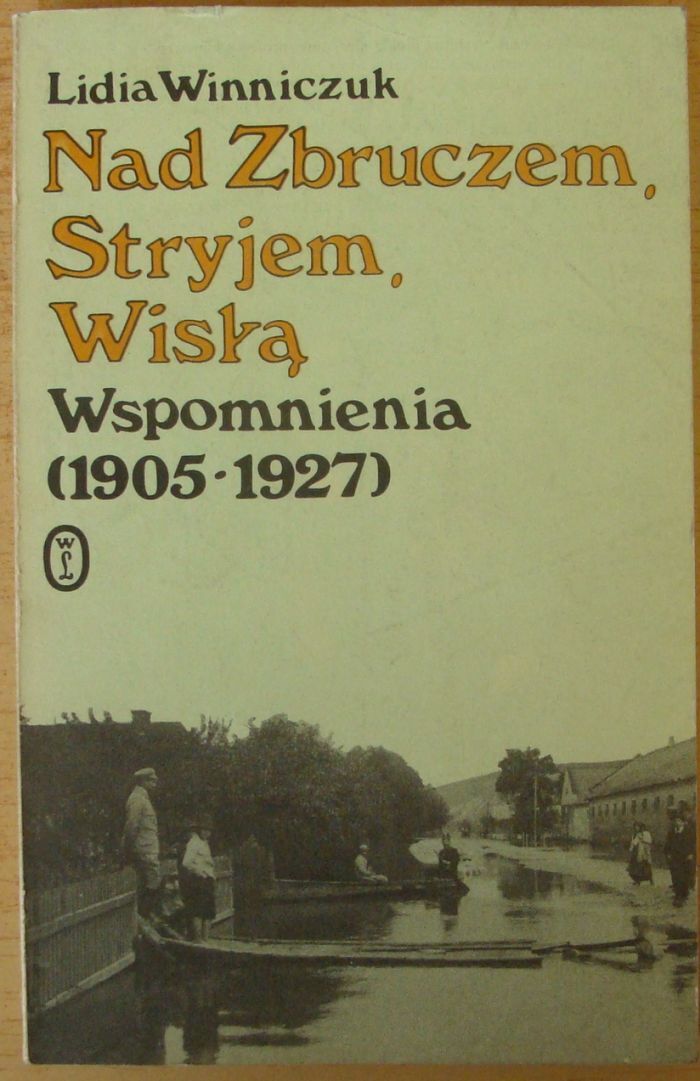 Lidia Winniczuk
Nad Zbruczem,
Stryjem,
Wisłą
Wspomnienia
(1905-1927)
WL